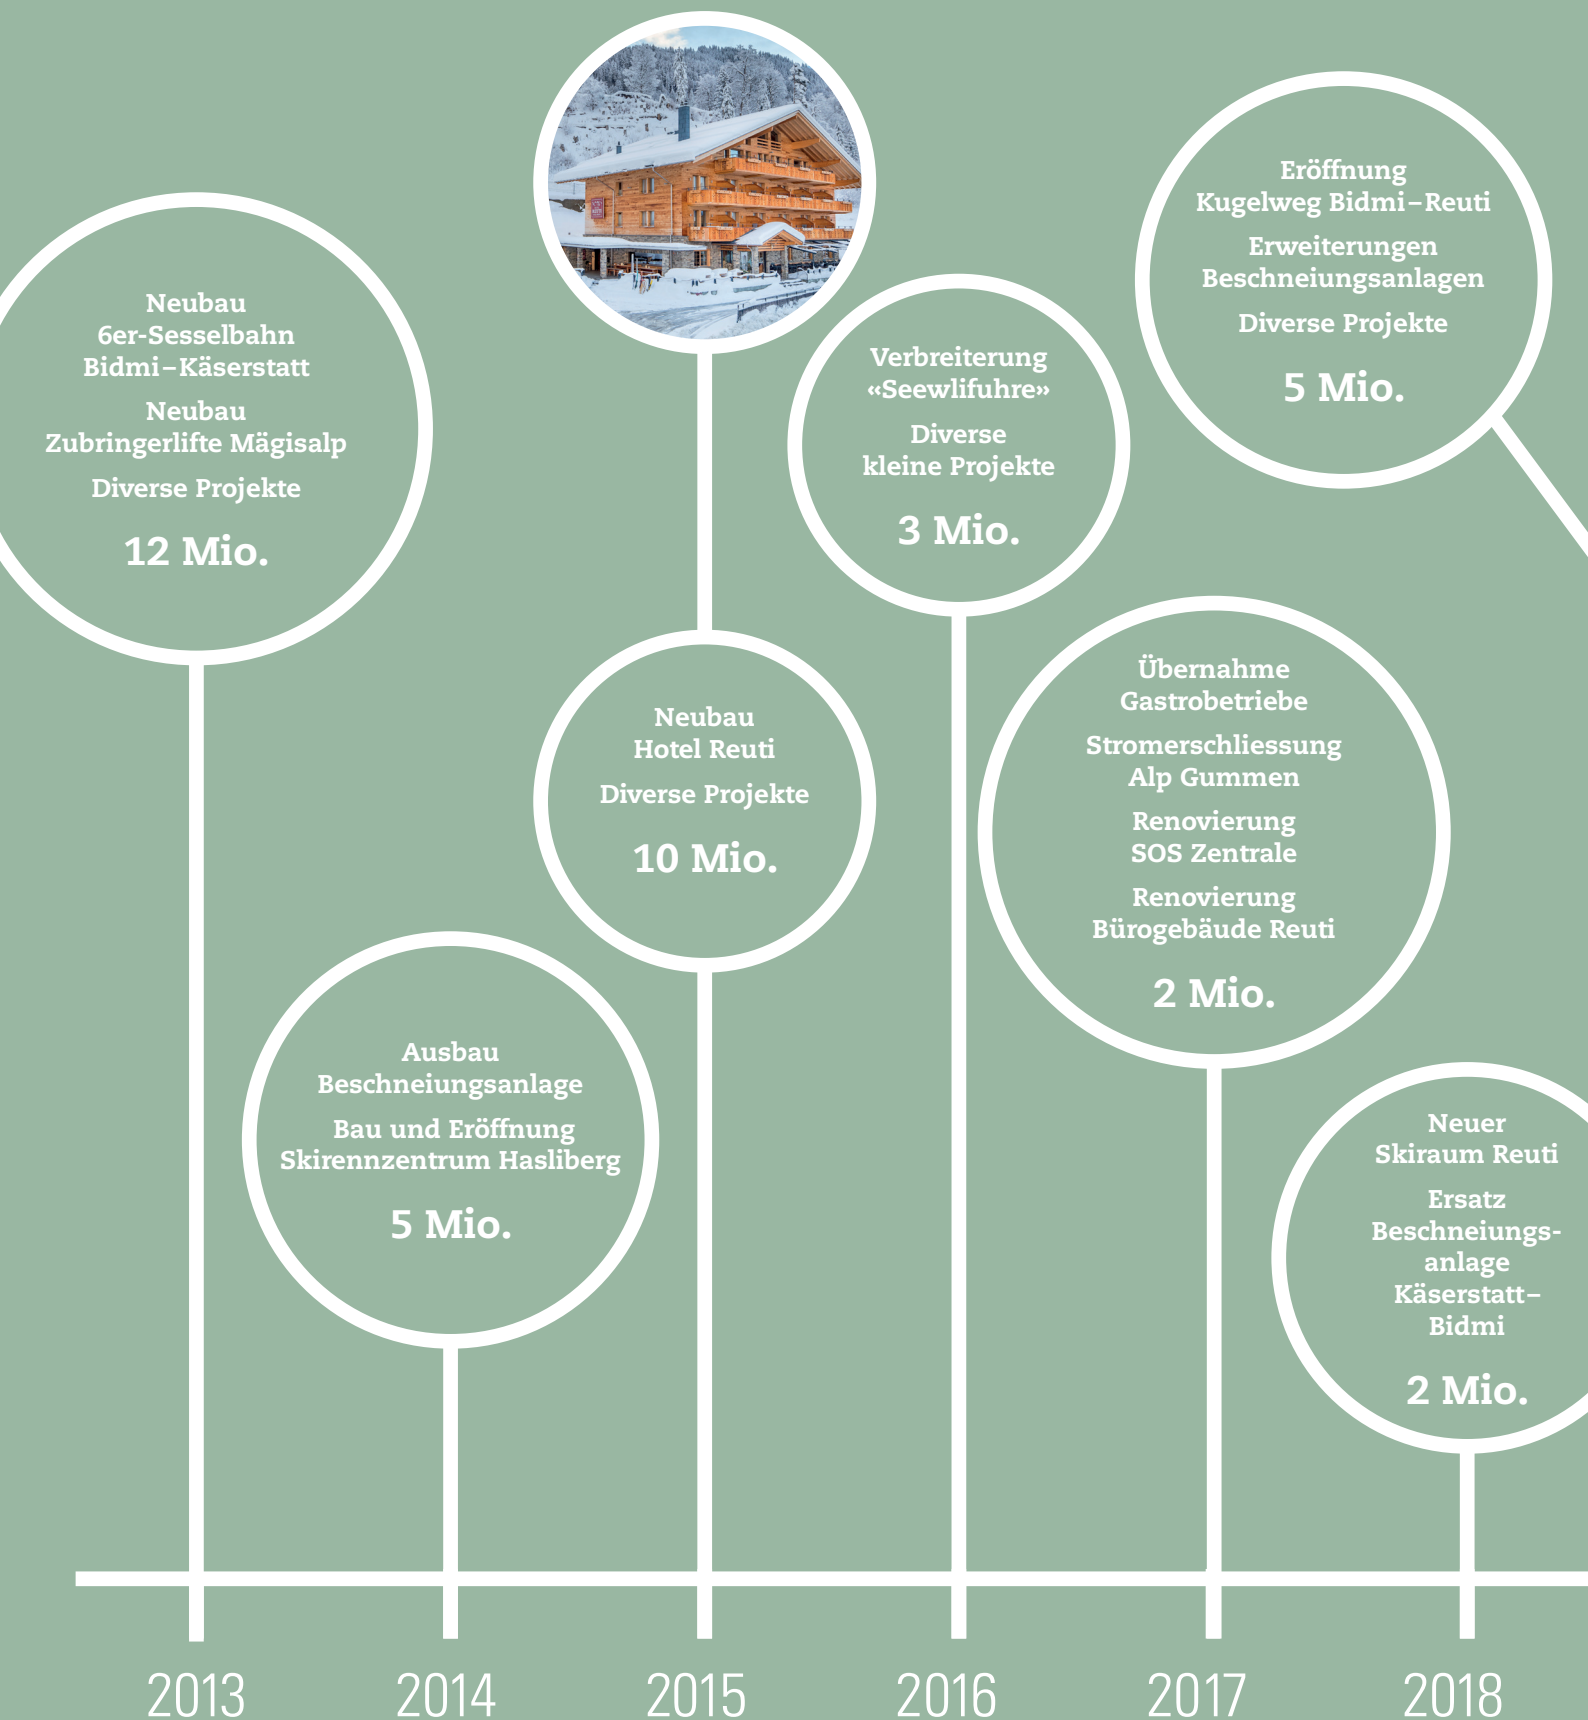 Neubau
6er-Sesselbahn
Bidmi–Käserstatt
Neubau
Zubringerlifte Mägisalp
Diverse Projekte
12 Mio.
Ausbau
Beschneiungsanlage
Bau und Eröffnung
Skirennzentrum Hasliberg
5 Mio.
Neubau
Hotel Reuti
Diverse Projekte
10 Mio.
Verbreiterung
«Seewlifuhre»
Diverse
kleine Projekte
3 Mio.
Übernahme
Gastrobetriebe
Stromerschliessung
Alp Gummen
Renovierung
SOS Zentrale
Renovierung
Bürogebäude Reuti
2 Mio.
Neuer
Skiraum Reuti
Ersatz
Beschneiungs-
anlage
Käserstatt–
Bidmi
2 Mio.
Eröffnung
Kugelweg Bidmi–Reuti
Erweiterungen
Beschneiungsanlagen
Diverse Projekte
5 Mio.
2013
2014
2015
2016
2017
2018